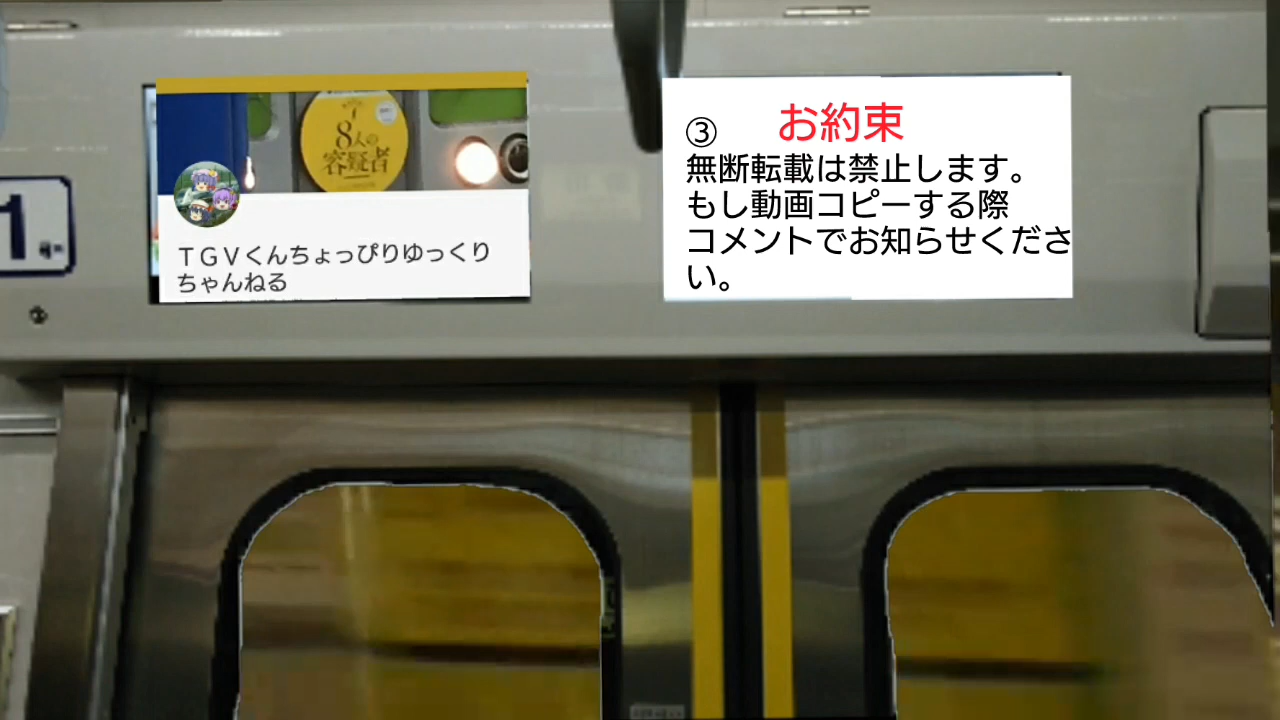 1
8人の
容疑者
ＴＧＶくんちょっぴりゆっくり
ちゃんねる
③ お約束
無断転載は禁止します。
もし動画コピーする際
コメントでお知らせくださ
い。